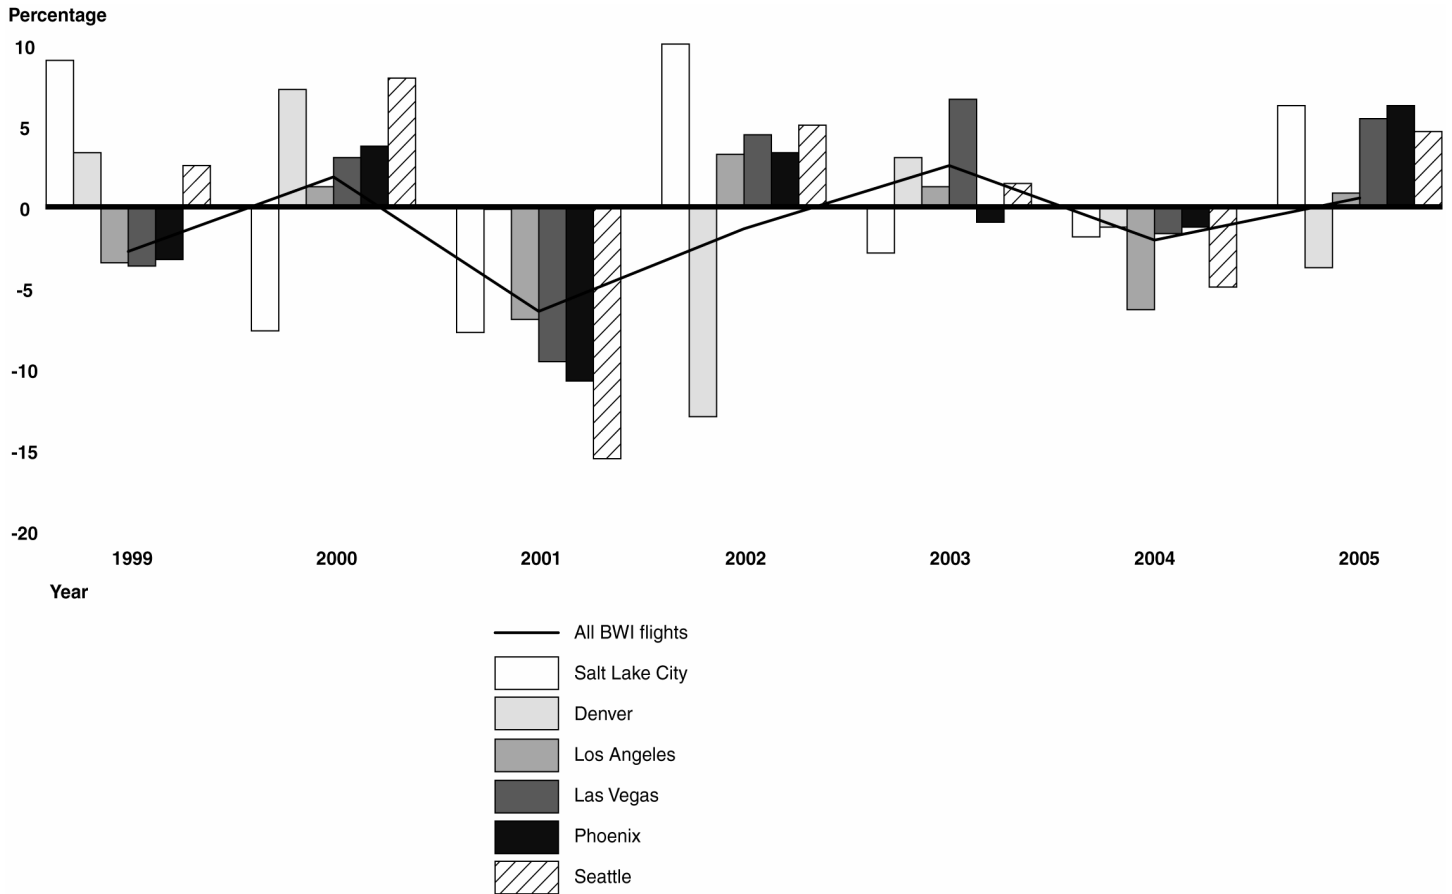 Percentage
10
5
0
-5
-10
-15
-20
1999 2000 2001 2002 2003 2004 2005
Year
All BWI flights
Salt Lake City
Denver
Los Angeles
Las Vegas
Phoenix
Seattle